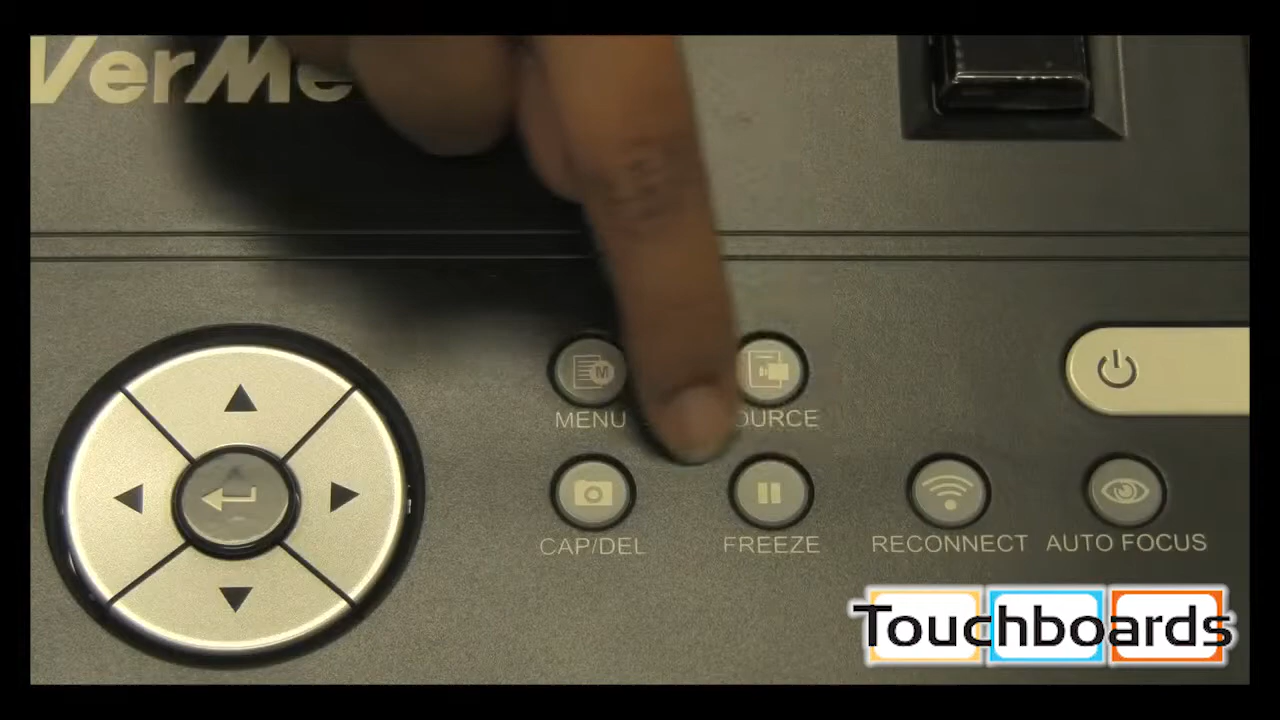 VerMe
MENU
OURCE
CAP/DEL
FREEZE
RECONNECT
AUTO FOCUS
Touchboards